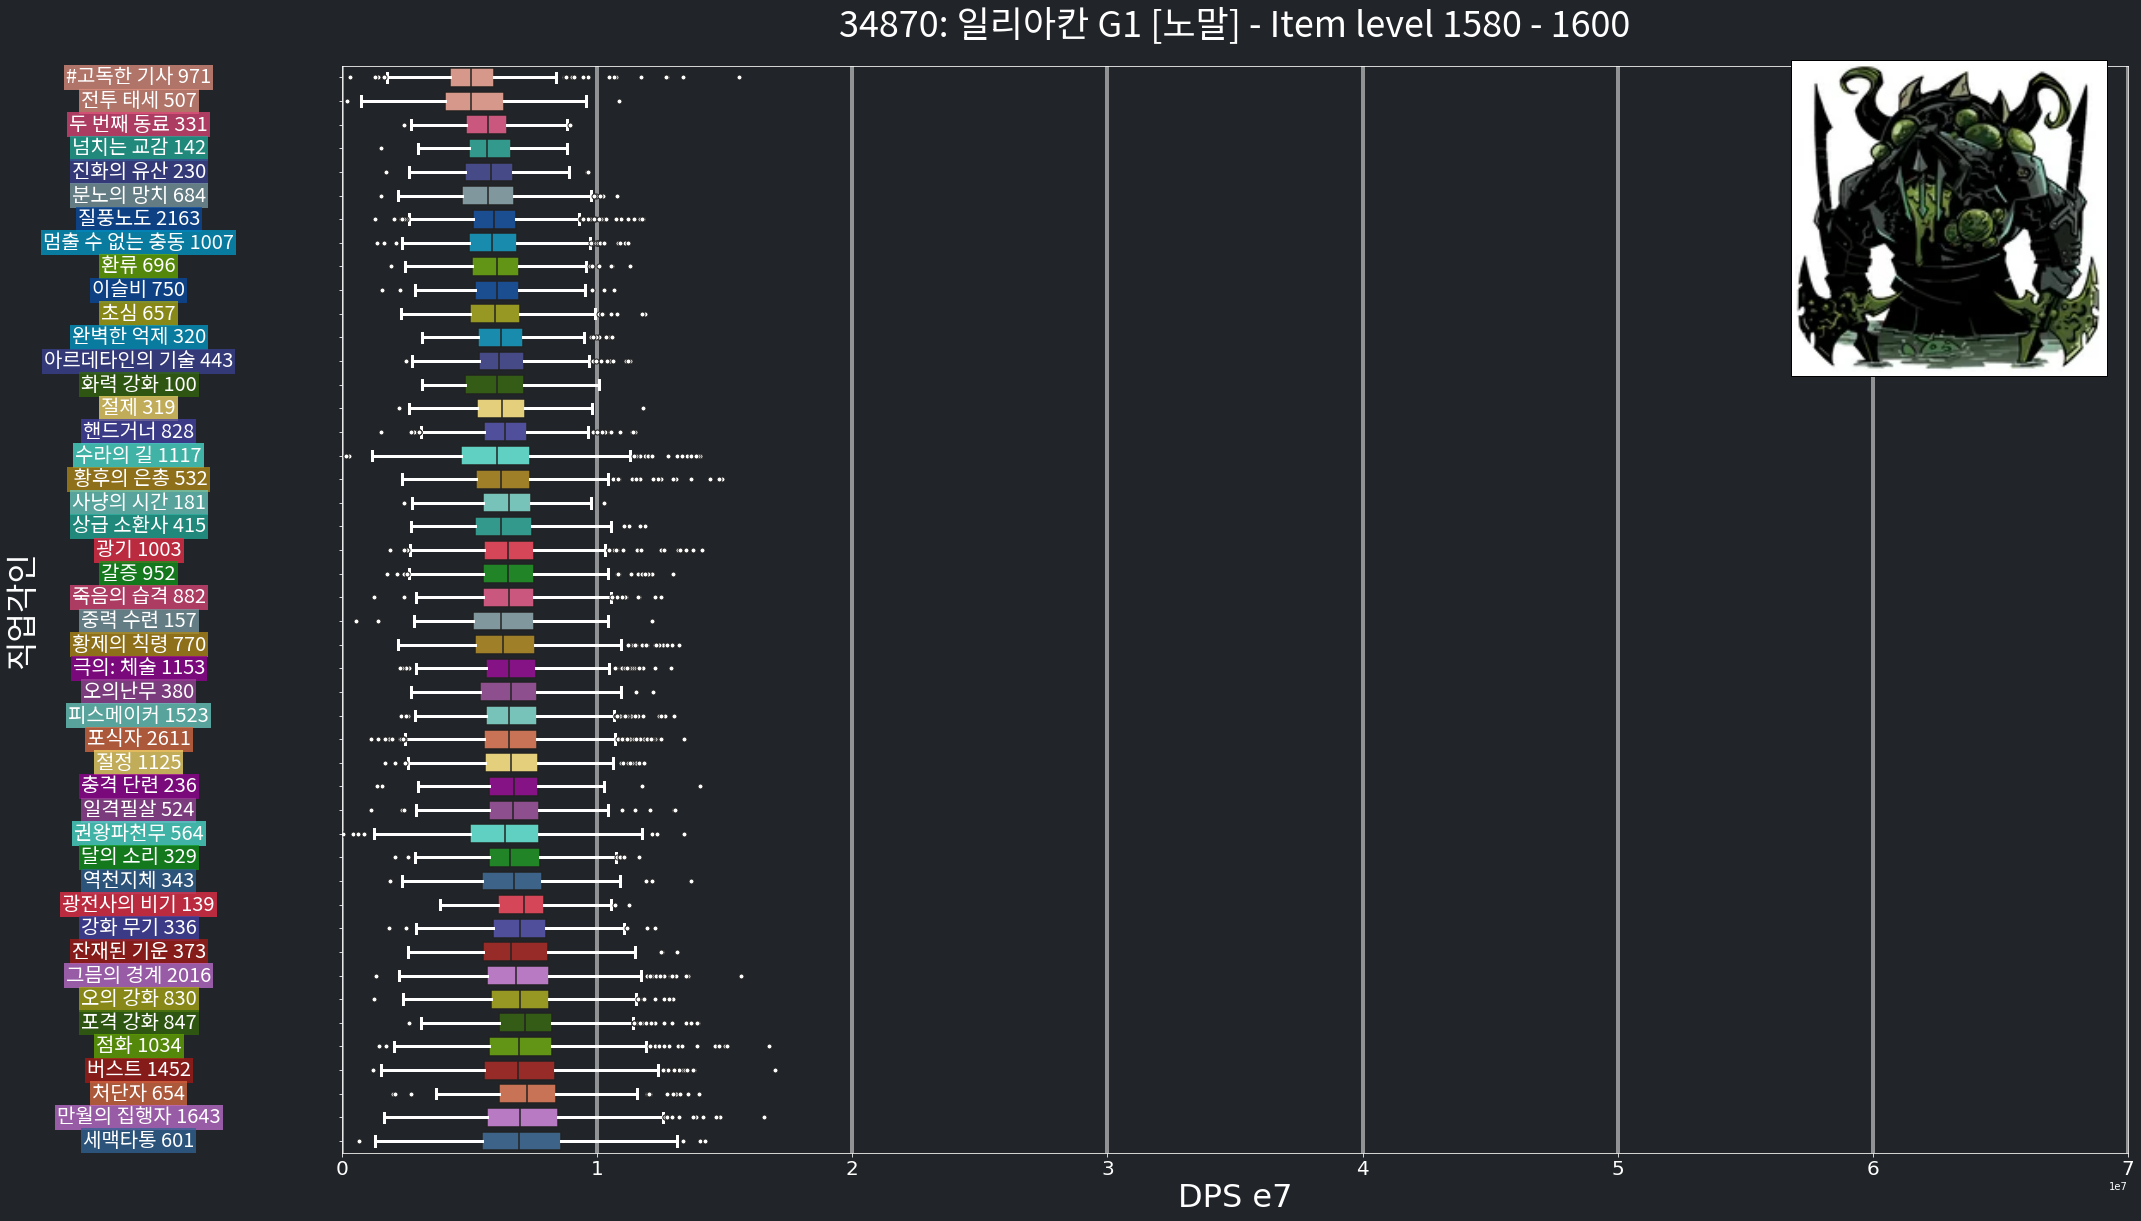 34870: 일리아칸 G1 [노말] - Item level 1580 - 1600
#고독한 기사 971
전투 태세 507
두 번째 동료 331
넘치는 교감 142
진화의 유산 230
분노의 망치 684
질풍노도 2163
멈출 수 없는 충동 1007
환류 696
이슬비 750
초심 657
완벽한 억제 320
아르데타인의 기술 443
화력 강화 100
절제 319
핸드거너 828
수라의 길 1117
황후의 은총 532
사냥의 시간 181
상급 소환사 415
광기 1003
갈증 952
죽음의 습격 882
중력 수련 157
황제의 칙령 770
극의: 체술 1153
오의난무 380
피스메이커 1523
포식자 2611
절정 1125
충격 단련 236
일격필살 524
권왕파천무 564
달의 소리 329
역천지체 343
광전사의 비기 139
강화 무기 336
잔재된 기운 373
그믐의 경계 2016
오의 강화 830
포격 강화 847
점화 1034
버스트 1452
처단자 654
만월의 집행자 1643
세맥타통 601
직업각인
0 1 2 3 4 5 6 7
1e7
DPS e7